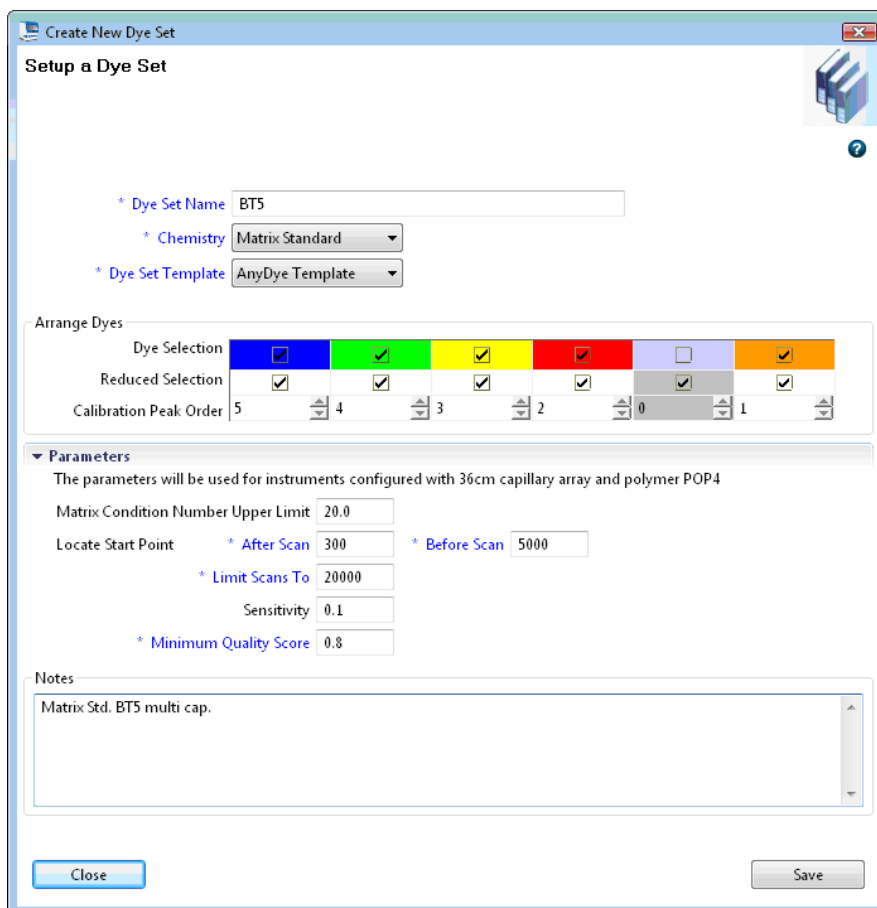 Create New Dye Set
Setup a Dye Set
?
* Dye Set Name BT5
* Chemistry Matrix Standard
* Dye Set Template AnyDye Template
Arrange Dyes
Dye Selection
Reduced Selection
Calibration Peak Order 5 4 3 2 0 1
Parameters
The parameters will be used for instruments configured with 36cm capillary array and polymer POP4
Matrix Condition Number Upper Limit 20.0
Locate Start Point * After Scan 300 * Before Scan 5000
* Limit Scans To 20000
Sensitivity 0.1
* Minimum Quality Score 0.8
Notes
Matrix Std. BT5 multi cap.
Close Save